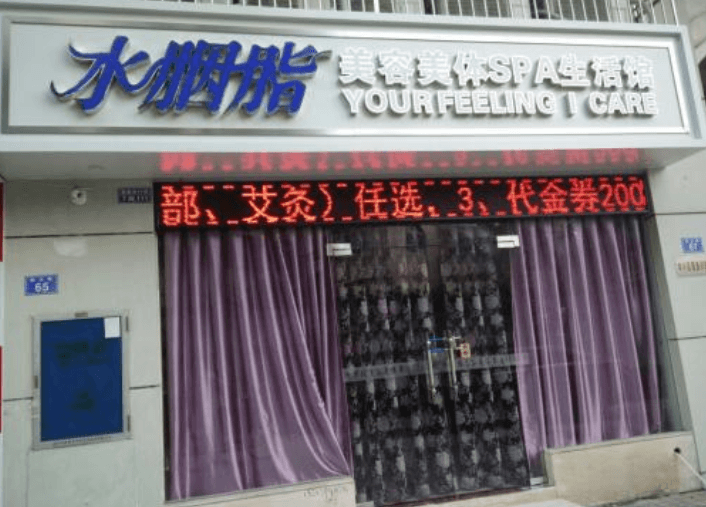 水胭脂
美容美体SPA生活馆
YOUR FEELING I CARE
部、艾灸）任选、3、代金券200
65